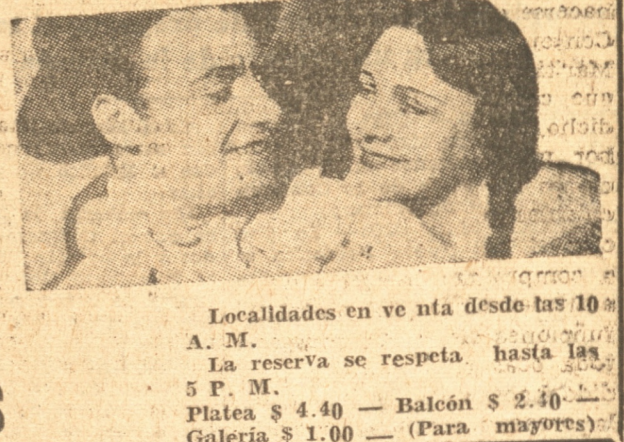 Localidades en ve nta desde las 10
A. M.
La reserva se respeta hasta las
5 P. M.
Platea $ 4.40 — Balcón $ 2.40 —
Galería $ 1.00 — (Para mayores)